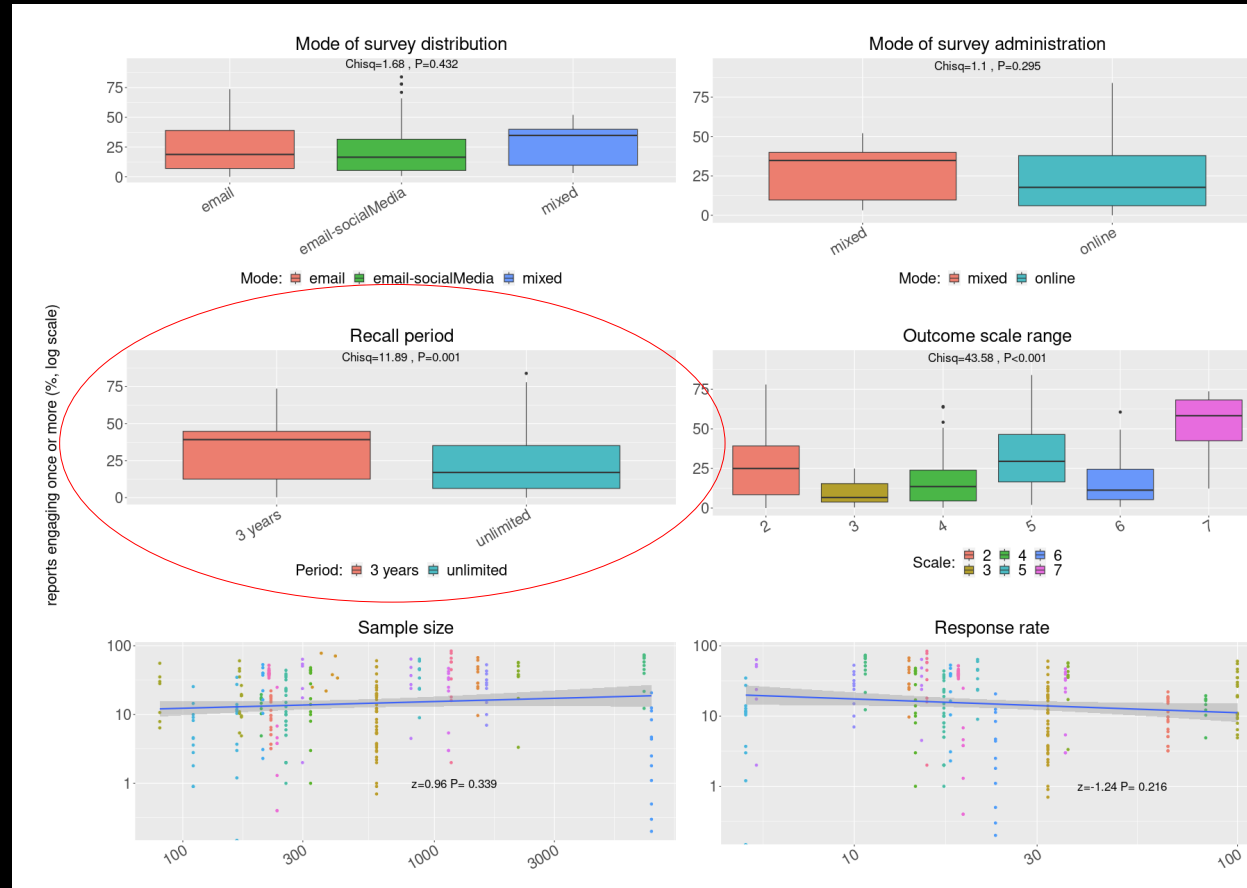 Mode of survey distribution
Chisq=1.68 , P=0.432
75
50
25
0
email
email-socialMedia
mixed
Mode: email email-socialMedia mixed
Mode of survey administration
Chisq=1.1 , P=0.295
75
50
25
0
mixed
online
Mode: mixed online
reports engaging once or more (%, log scale)
Recall period
Chisq=11.89 , P=0.001
75
50
25
0
3 years
unlimited
Period: 3 years unlimited
Outcome scale range
Chisq=43.58 , P<0.001
75
50
25
0
2 3 4 5 6 7
Scale: 2 4 6
3 5 7
Sample size
100
10
1
z=0.96 P= 0.339
100 300 1000 3000
Response rate
100
10
1
z=-1.24 P= 0.216
10 30 100